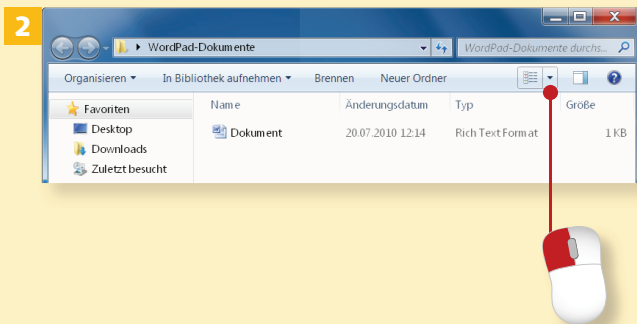 2
WordPad-Dokumente
WordPad-Dokumente durchs...
Organisieren In Bibliothek aufnehmen Brennen Neuer Ordner
Favoriten Name Änderungsdatum Typ Größe
Desktop Dokument 20.07.2010 12:14 Rich Text Format 1 KB
Downloads
Zuletzt besucht